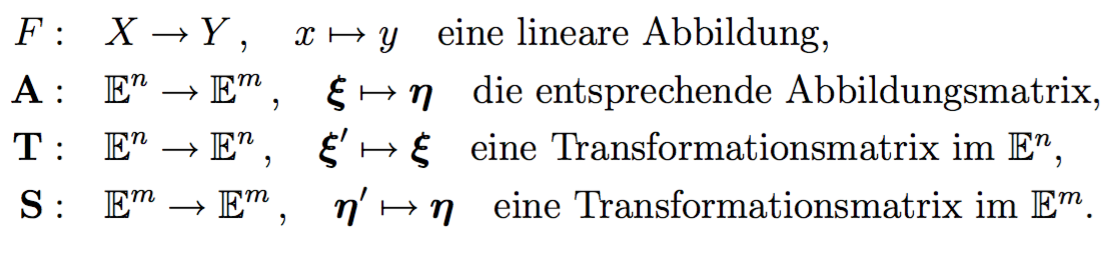 F : X → Y , x ↦ y eine lineare Abbildung,
A : 𝔼ⁿ → 𝔼ᵐ , ξ ↦ η die entsprechende Abbildungsmatrix,
T : 𝔼ⁿ → 𝔼ⁿ , ξ′ ↦ ξ eine Transformationsmatrix im 𝔼ⁿ,
S : 𝔼ᵐ → 𝔼ᵐ , η′ ↦ η eine Transformationsmatrix im 𝔼ᵐ.